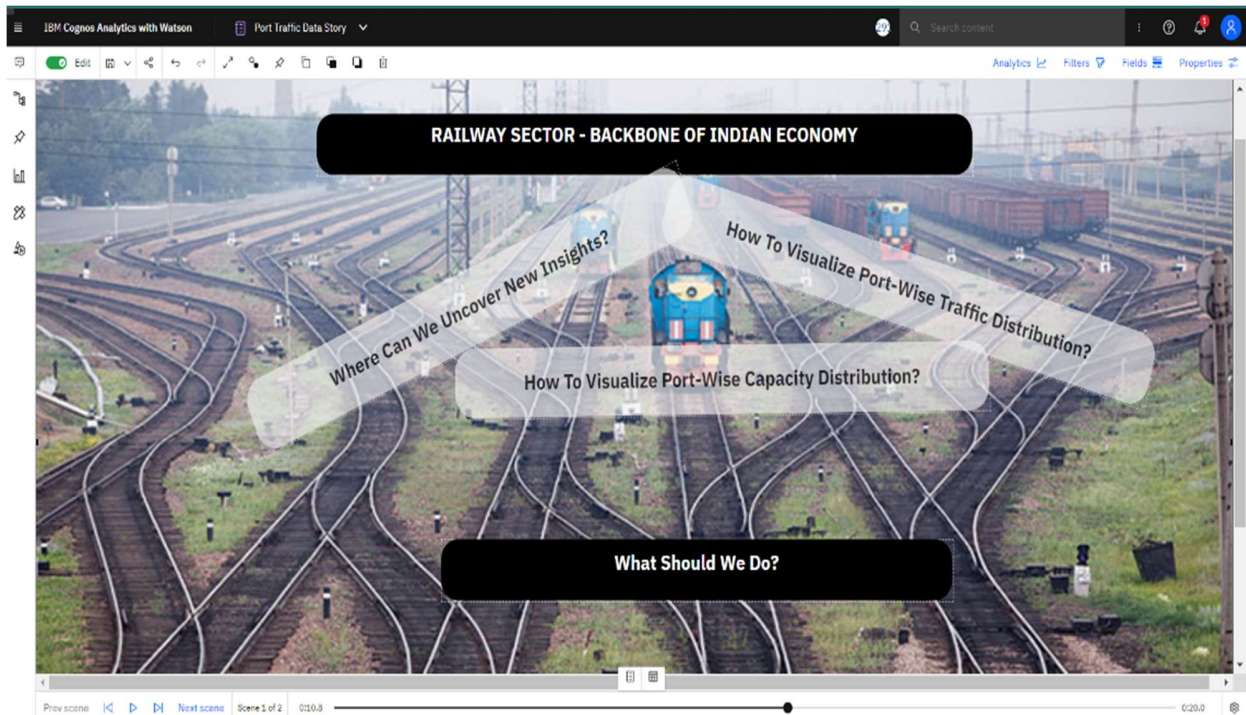 IBM Cognos Analytics with Watson
Port Traffic Data Story
Search content
1
Edit
Analytics
Filters
Fields
Properties
RAILWAY SECTOR - BACKBONE OF INDIAN ECONOMY
Where Can We Uncover New Insights?
How To Visualize Port-Wise Traffic Distribution?
How To Visualize Port-Wise Capacity Distribution?
What Should We Do?
Prev scene
Next scene
Scene 1 of 2
0:10.8
0:20.0